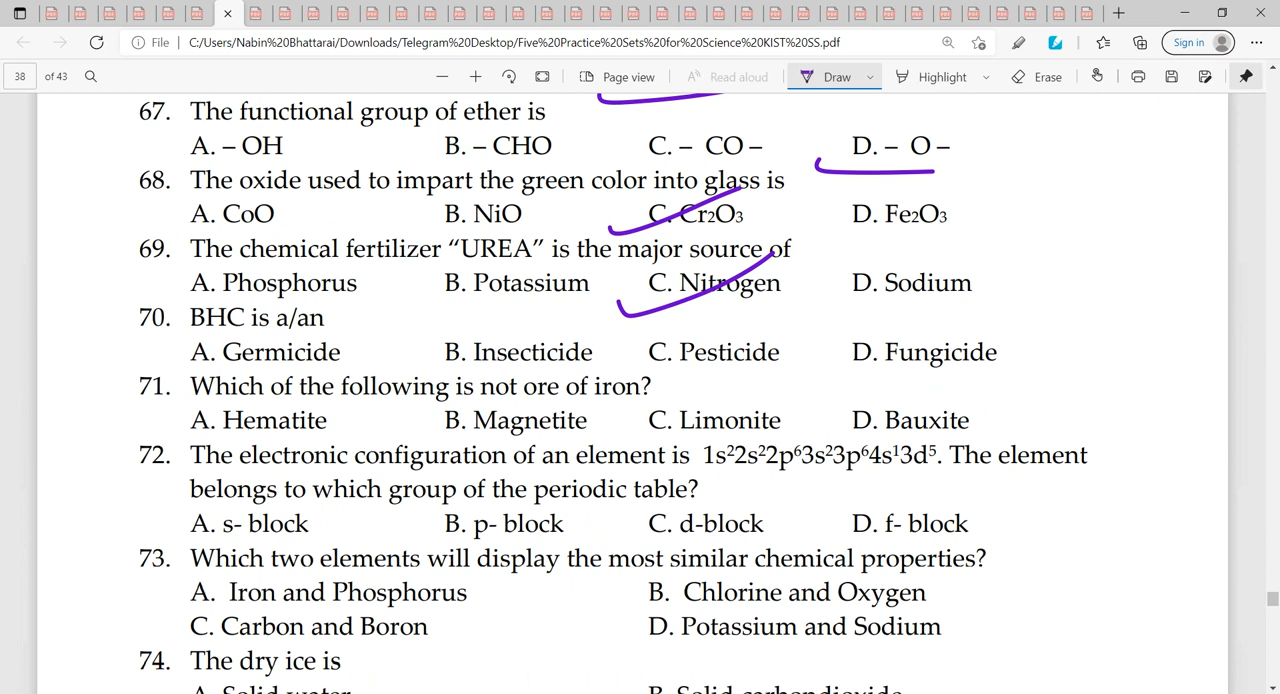 File C:/Users/Nabin%20Bhattarai/Downloads/Telegram%20Desktop/Five%20Practice%20Sets%20for%20Science%20KIST%20SS.pdf
Sign in
38 of 43 Page view Read aloud Draw Highlight Erase
67. The functional group of ether is
A. – OH B. – CHO C. – CO – D. – O –
68. The oxide used to impart the green color into glass is
A. CoO B. NiO C. Cr₂O₃ D. Fe₂O₃
69. The chemical fertilizer “UREA” is the major source of
A. Phosphorus B. Potassium C. Nitrogen D. Sodium
70. BHC is a/an
A. Germicide B. Insecticide C. Pesticide D. Fungicide
71. Which of the following is not ore of iron?
A. Hematite B. Magnetite C. Limonite D. Bauxite
72. The electronic configuration of an element is 1s²2s²2p⁶3s²3p⁶4s¹3d⁵. The element
belongs to which group of the periodic table?
A. s- block B. p- block C. d-block D. f- block
73. Which two elements will display the most similar chemical properties?
A. Iron and Phosphorus B. Chlorine and Oxygen
C. Carbon and Boron D. Potassium and Sodium
74. The dry ice is
A. Solid water B. Solid carbondioxide